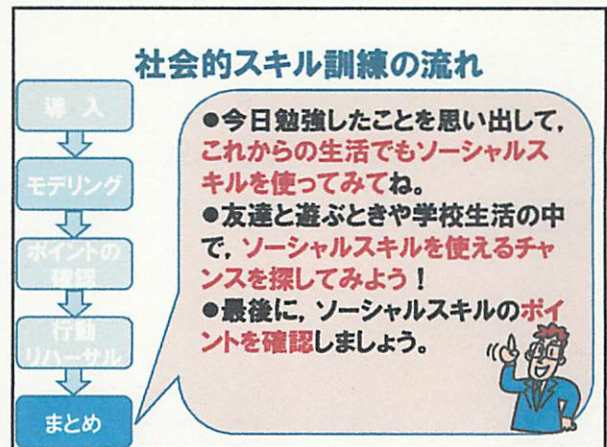 社会的スキル訓練の流れ
導 入
モデリング
ポイントの
確認
行動
リハーサル
まとめ
●今日勉強したことを思い出して，
これからの生活でもソーシャルス
キルを使ってみてね。
●友達と遊ぶときや学校生活の中
で，ソーシャルスキルを使えるチャ
ンスを探してみよう！
●最後に，ソーシャルスキルのポイ
ントを確認しましょう。